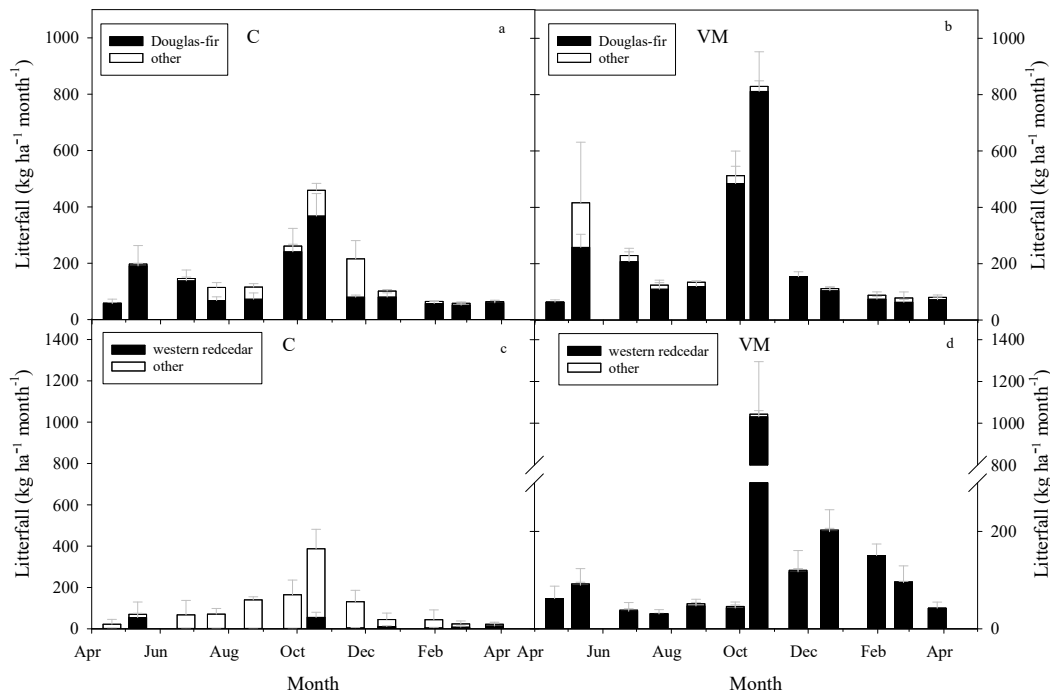 1000
800
600
400
200
0
Litterfall (kg ha⁻¹ month⁻¹)
Douglas-fir
other
C
a
Douglas-fir
other
VM
b
1000
800
600
400
200
0
Litterfall (kg ha⁻¹ month⁻¹)
1400
1200
1000
800
600
400
200
0
Litterfall (kg ha⁻¹ month⁻¹)
western redcedar
other
C
c
western redcedar
other
VM
d
1400
1200
1000
800
200
0
Litterfall (kg ha⁻¹ month⁻¹)
Apr Jun Aug Oct Dec Feb Apr
Month
Apr Jun Aug Oct Dec Feb Apr
Month